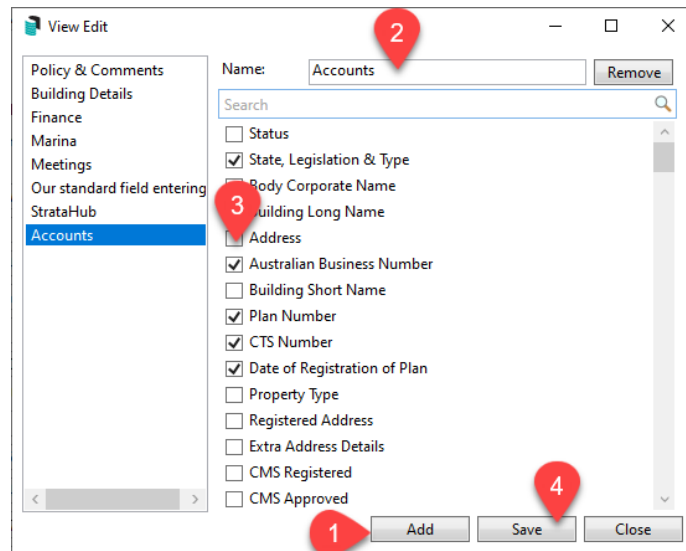 View Edit
2
Policy & Comments
Building Details
Finance
Marina
Meetings
Our standard field entering
StrataHub
Accounts
Name:
Accounts
Remove
Search
Status
State, Legislation & Type
Body Corporate Name
Building Long Name
3
Address
Australian Business Number
Building Short Name
Plan Number
CTS Number
Date of Registration of Plan
Property Type
Registered Address
Extra Address Details
CMS Registered
CMS Approved
4
1
Add
Save
Close